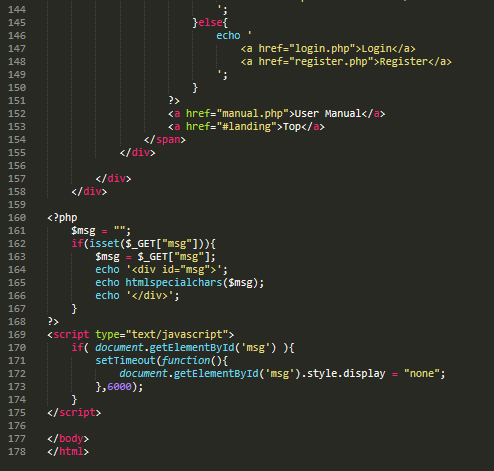 144 ';
145 }else{
146 echo '
147 <a href="login.php">Login</a>
148 <a href="register.php">Register</a>
149 ';
150 }
151 ?>
152 <a href="manual.php">User Manual</a>
153 <a href="#landing">Top</a>
154 </span>
155 </div>
156
157 </div>
158 </div>
159
160 <?php
161 $msg = "";
162 if(isset($_GET["msg"])){
163 $msg = $_GET["msg"];
164 echo '<div id="msg">';
165 echo htmlspecialchars($msg);
166 echo '</div>';
167 }
168 ?>
169 <script type="text/javascript">
170 if( document.getElementById('msg') ){
171 setTimeout(function(){
172 document.getElementById('msg').style.display = "none";
173 },6000);
174 }
175 </script>
176
177 </body>
178 </html>